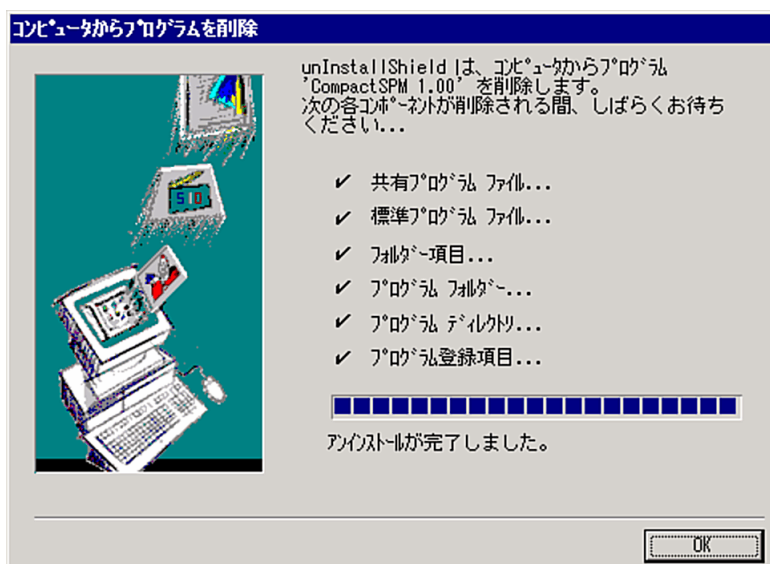 コンピュータからプログラムを削除
unInstallShield は、コンピュータからプログラム
'CompactSPM 1.00' を削除します。
次の各コンポーネントが削除される間、しばらくお待ち
ください...
✔ 共有プログラム ファイル...
✔ 標準プログラム ファイル...
✔ フォルダー項目...
✔ プログラム フォルダー...
✔ プログラム ディレクトリ...
✔ プログラム登録項目...
510
アンインストールが完了しました。
OK